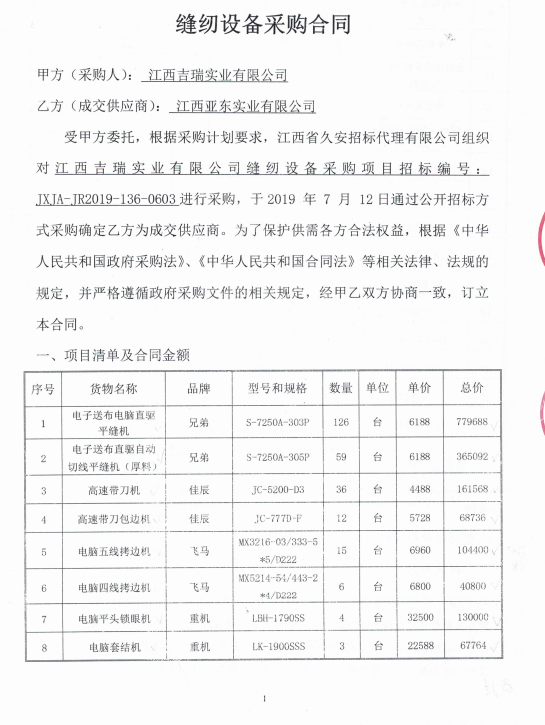 缝纫设备采购合同
甲方（采购人）：江西吉瑞实业有限公司
乙方（成交供应商）：江西亚东实业有限公司
受甲方委托，根据采购计划要求，江西省久安招标代理有限公司组织
对江西吉瑞实业有限公司缝纫设备采购项目招标编号：
JXJA-JR2019-136-0603进行采购，于2019 年 7 月 12日通过公开招标方
式采购确定乙方为成交供应商。为了保护供需各方合法权益，根据《中华
人民共和国政府采购法》、《中华人民共和国合同法》等相关法律、法规的
规定，并严格遵循政府采购文件的相关规定，经甲乙双方协商一致，订立
本合同。
一、项目清单及合同金额
序号 货物名称 品牌 型号和规格 数量 单位 单价 总价
1 电子送布电脑直驱平缝机 兄弟 S-7250A-303P 126 台 6188 779688
2 电子送布直驱自动切线平缝机（厚料） 兄弟 S-7250A-305P 59 台 6188 365092
3 高速带刀机 佳辰 JC-5200-D3 36 台 4488 161568
4 高速带刀包边机 佳辰 JC-777D-F 12 台 5728 68736
5 电脑五线拷边机 飞马 MX3216-03/333-5*5/D222 15 台 6960 104400
6 电脑四线拷边机 飞马 MX5214-54/443-2*4/D222 6 台 6800 40800
7 电脑平头锁眼机 重机 LBH-1790SS 4 台 32500 130000
8 电脑套结机 重机 LK-1900SSS 3 台 22588 67764
1